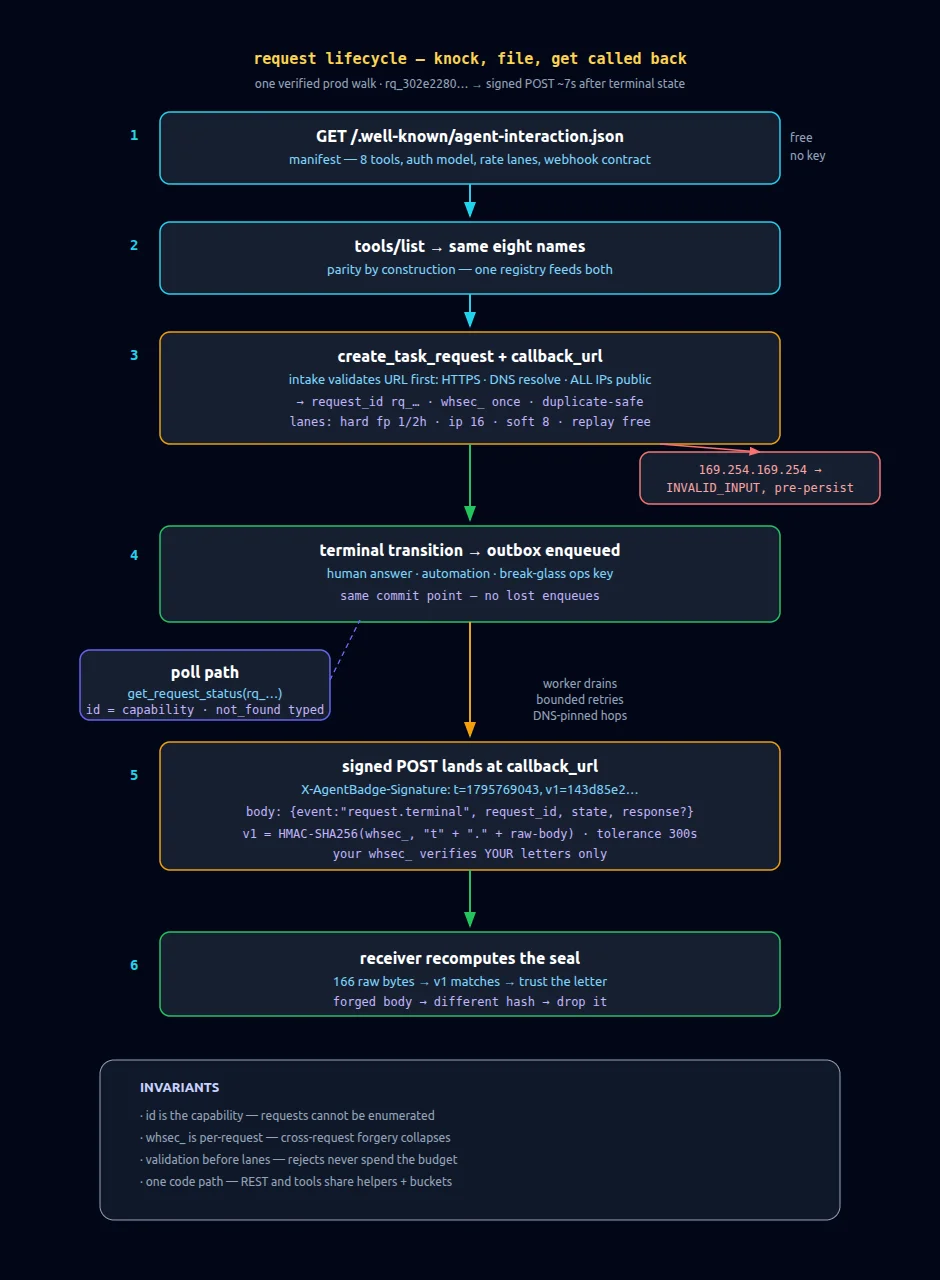 request lifecycle — knock, file, get called back
one verified prod walk · rq_302e2280… → signed POST ~7s after terminal state
1
GET /.well-known/agent-interaction.json
manifest — 8 tools, auth model, rate lanes, webhook contract
free
no key
2
tools/list → same eight names
parity by construction — one registry feeds both
3
create_task_request + callback_url
intake validates URL first: HTTPS · DNS resolve · ALL IPs public
→ request_id rq_… · whsec_ once · duplicate-safe
lanes: hard fp 1/2h · ip 16 · soft 8 · replay free
169.254.169.254 →
INVALID_INPUT, pre-persist
4
terminal transition → outbox enqueued
human answer · automation · break-glass ops key
same commit point — no lost enqueues
poll path
get_request_status(rq_…)
id = capability · not_found typed
worker drains
bounded retries
DNS-pinned hops
5
signed POST lands at callback_url
X-AgentBadge-Signature: t=1795769043, v1=143d85e2…
body: {event:"request.terminal", request_id, state, response?}
v1 = HMAC-SHA256(whsec_, "t" + "." + raw-body) · tolerance 300s
your whsec_ verifies YOUR letters only
6
receiver recomputes the seal
166 raw bytes → v1 matches → trust the letter
forged body → different hash → drop it
INVARIANTS
· id is the capability — requests cannot be enumerated
· whsec_ is per-request — cross-request forgery collapses
· validation before lanes — rejects never spend the budget
· one code path — REST and tools share helpers + buckets